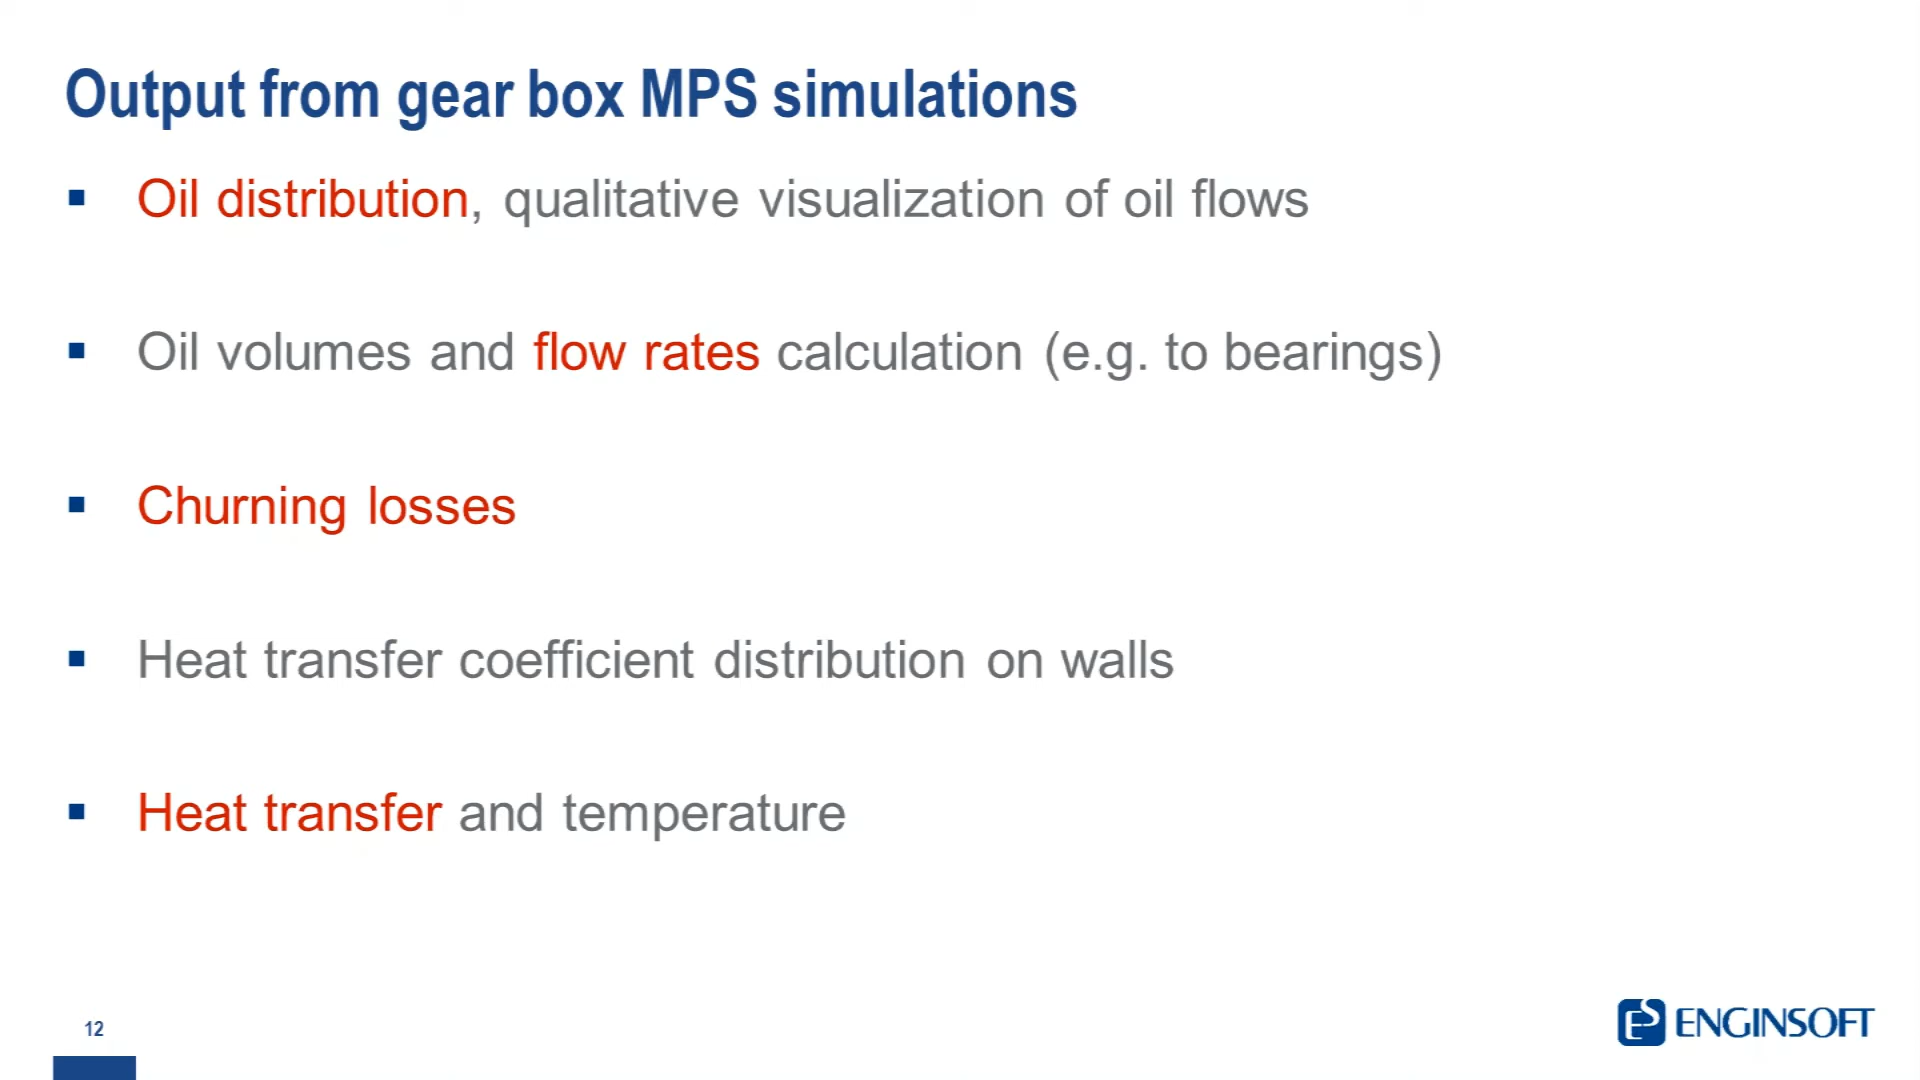 Output from gear box MPS simulations
Oil distribution, qualitative visualization of oil flows
Oil volumes and flow rates calculation (e.g. to bearings)
Churning losses
Heat transfer coefficient distribution on walls
Heat transfer and temperature
12
ES ENGINSOFT